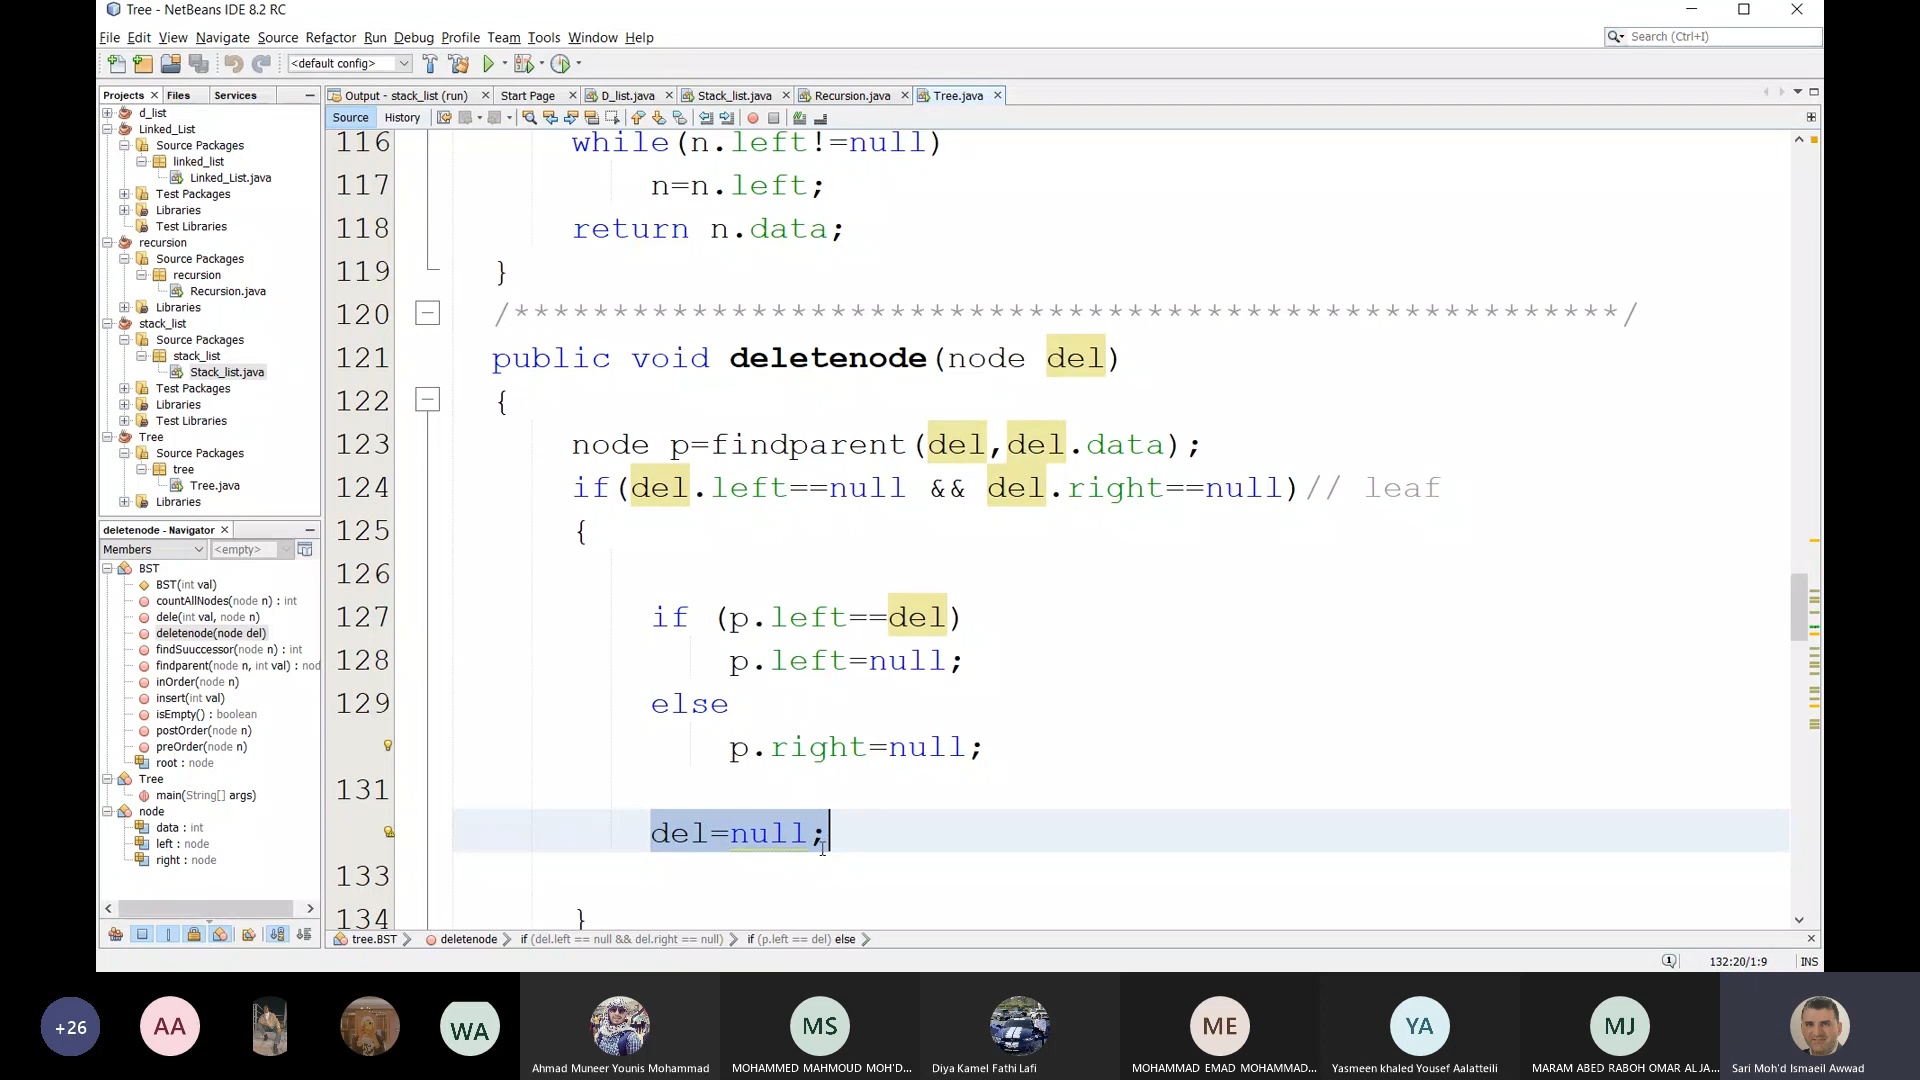 Tree - NetBeans IDE 8.2 RC
File Edit View Navigate Source Refactor Run Debug Profile Team Tools Window Help
Search (Ctrl+I)
<default config>
Projects Files Services
Output - stack_list (run) Start Page D_list.java Stack_list.java Recursion.java Tree.java
Source History
d_list
Linked_List
Source Packages
linked_list
Linked_List.java
Test Packages
Libraries
Test Libraries
recursion
Source Packages
recursion
Recursion.java
Libraries
stack_list
Source Packages
stack_list
Stack_list.java
Test Packages
Libraries
Test Libraries
Tree
Source Packages
tree
Tree.java
Libraries
deletenode - Navigator
Members <empty>
BST
BST(int val)
countAllNodes(node n) : int
dele(int val, node n)
deletenode(node del)
findSuuccessor(node n) : int
findparent(node n, int val) : nod
inOrder(node n)
insert(int val)
isEmpty() : boolean
postOrder(node n)
preOrder(node n)
root : node
Tree
main(String[] args)
node
data : int
left : node
right : node
116 while(n.left!=null)
117 n=n.left;
118 return n.data;
119 }
120 /*********************************************************/
121 public void deletenode(node del)
122 {
123 node p=findparent(del,del.data);
124 if(del.left==null && del.right==null)// leaf
125 {
126
127 if (p.left==del)
128 p.left=null;
129 else
p.right=null;
131
del=null;
133
134 }
tree.BST deletenode if (del.left == null && del.right == null) if (p.left == del) else
1 132:20/1:9 INS
+26 AA WA MS ME YA MJ
Ahmad Muneer Younis Mohammad MOHAMMED MAHMOUD MOH'D... Diya Kamel Fathi Lafi MOHAMMAD EMAD MOHAMMAD... Yasmeen khaled Yousef Aalatteili MARAM ABED RABOH OMAR AL JA... Sari Moh'd Ismaeil Awwad